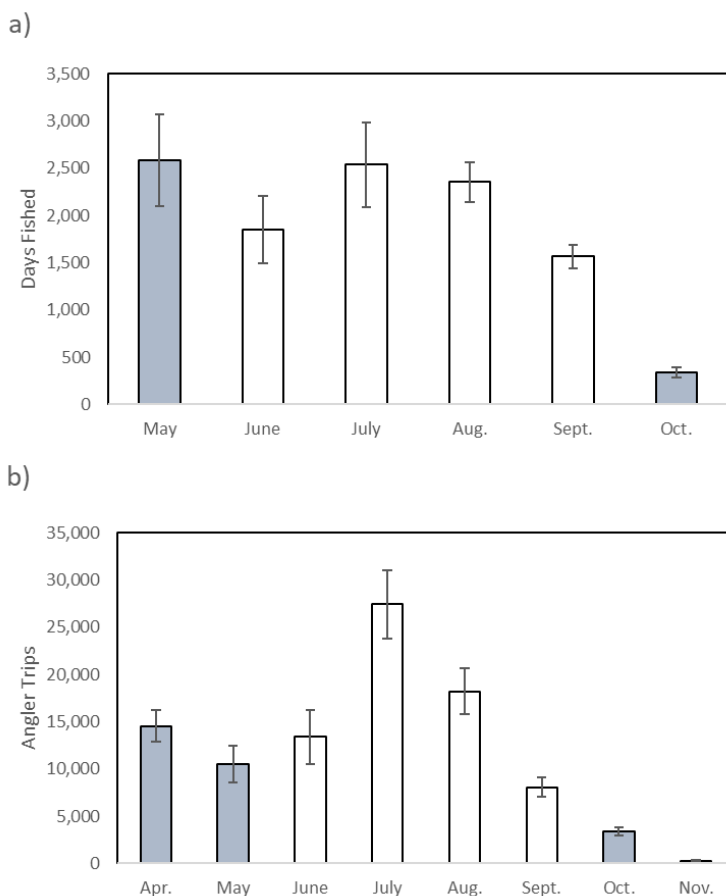 a)
3,500
3,000
2,500
2,000
1,500
1,000
500
0
Days Fished
May June July Aug. Sept. Oct.
b)
35,000
30,000
25,000
20,000
15,000
10,000
5,000
0
Angler Trips
Apr. May June July Aug. Sept. Oct. Nov.